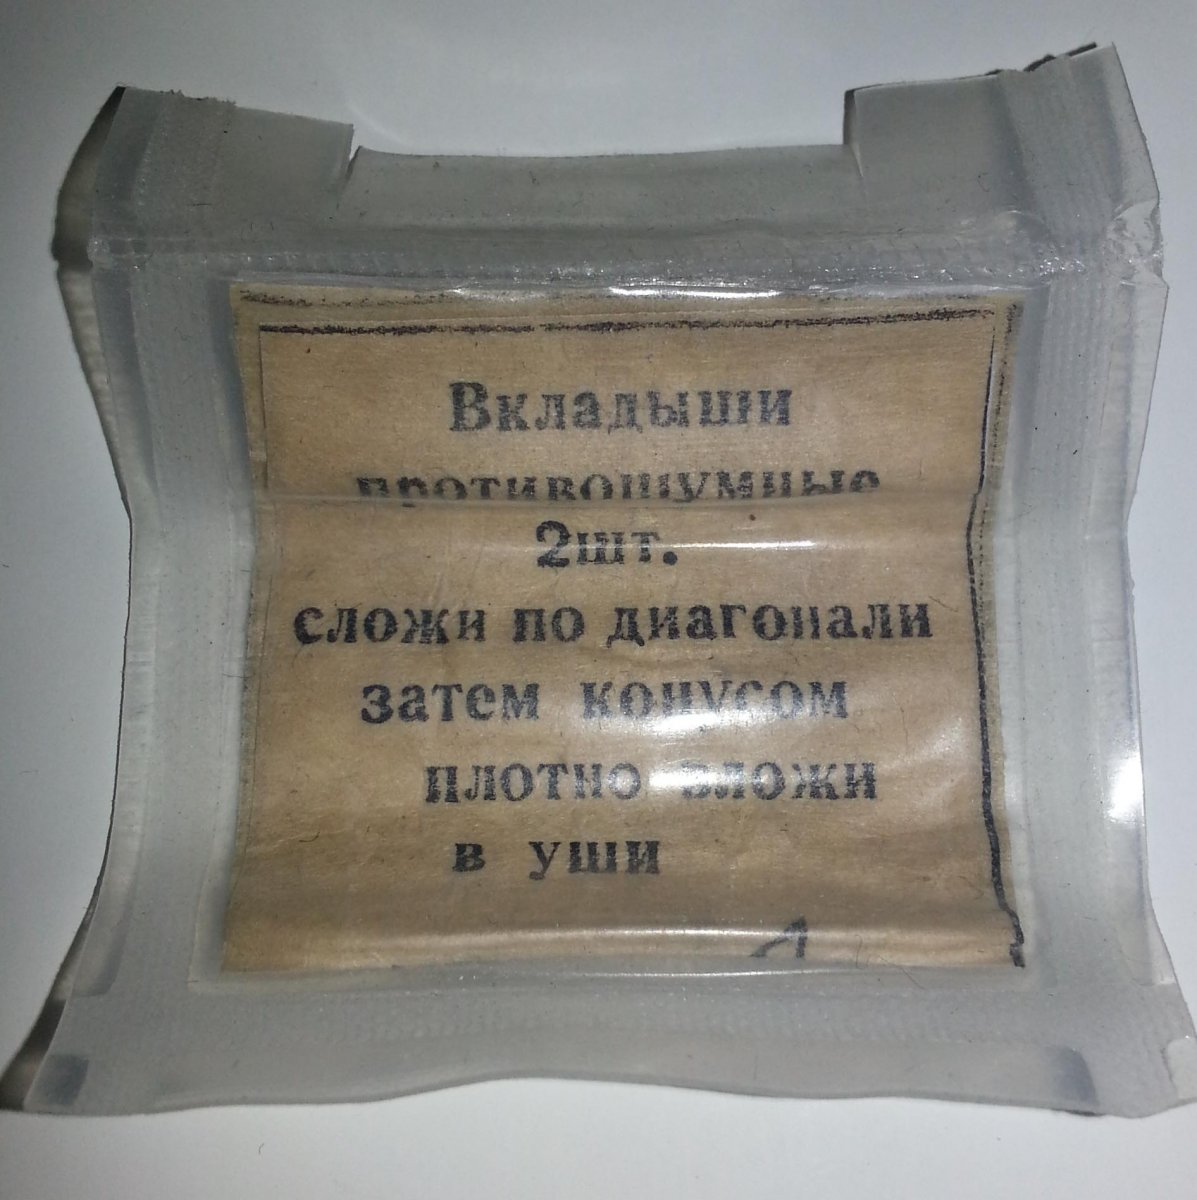 Вкладыши
противошумные
2шт.
сложи по диагонали
затем конусом
плотно вложи
в уши